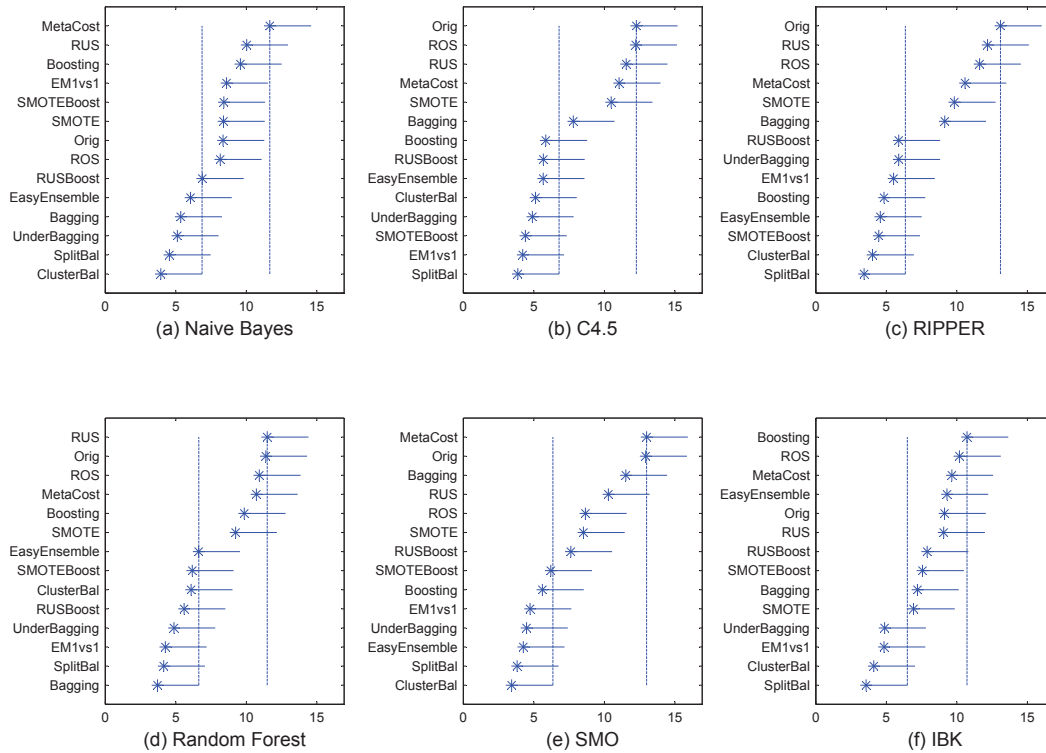 MetaCost
RUS
Boosting
EM1vs1
SMOTEBoost
SMOTE
Orig
ROS
RUSBoost
EasyEnsemble
Bagging
UnderBagging
SplitBal
ClusterBal
0 5 10 15
(a) Naive Bayes
Orig
ROS
RUS
MetaCost
SMOTE
Bagging
Boosting
RUSBoost
EasyEnsemble
ClusterBal
UnderBagging
SMOTEBoost
EM1vs1
SplitBal
0 5 10 15
(b) C4.5
Orig
RUS
ROS
MetaCost
SMOTE
Bagging
RUSBoost
UnderBagging
EM1vs1
Boosting
EasyEnsemble
SMOTEBoost
ClusterBal
SplitBal
0 5 10 15
(c) RIPPER
RUS
Orig
ROS
MetaCost
Boosting
SMOTE
EasyEnsemble
SMOTEBoost
ClusterBal
RUSBoost
UnderBagging
EM1vs1
SplitBal
Bagging
0 5 10 15
(d) Random Forest
MetaCost
Orig
Bagging
RUS
ROS
SMOTE
RUSBoost
SMOTEBoost
Boosting
EM1vs1
UnderBagging
EasyEnsemble
SplitBal
ClusterBal
0 5 10 15
(e) SMO
Boosting
ROS
MetaCost
EasyEnsemble
Orig
RUS
RUSBoost
SMOTEBoost
Bagging
SMOTE
UnderBagging
EM1vs1
ClusterBal
SplitBal
0 5 10 15
(f) IBK